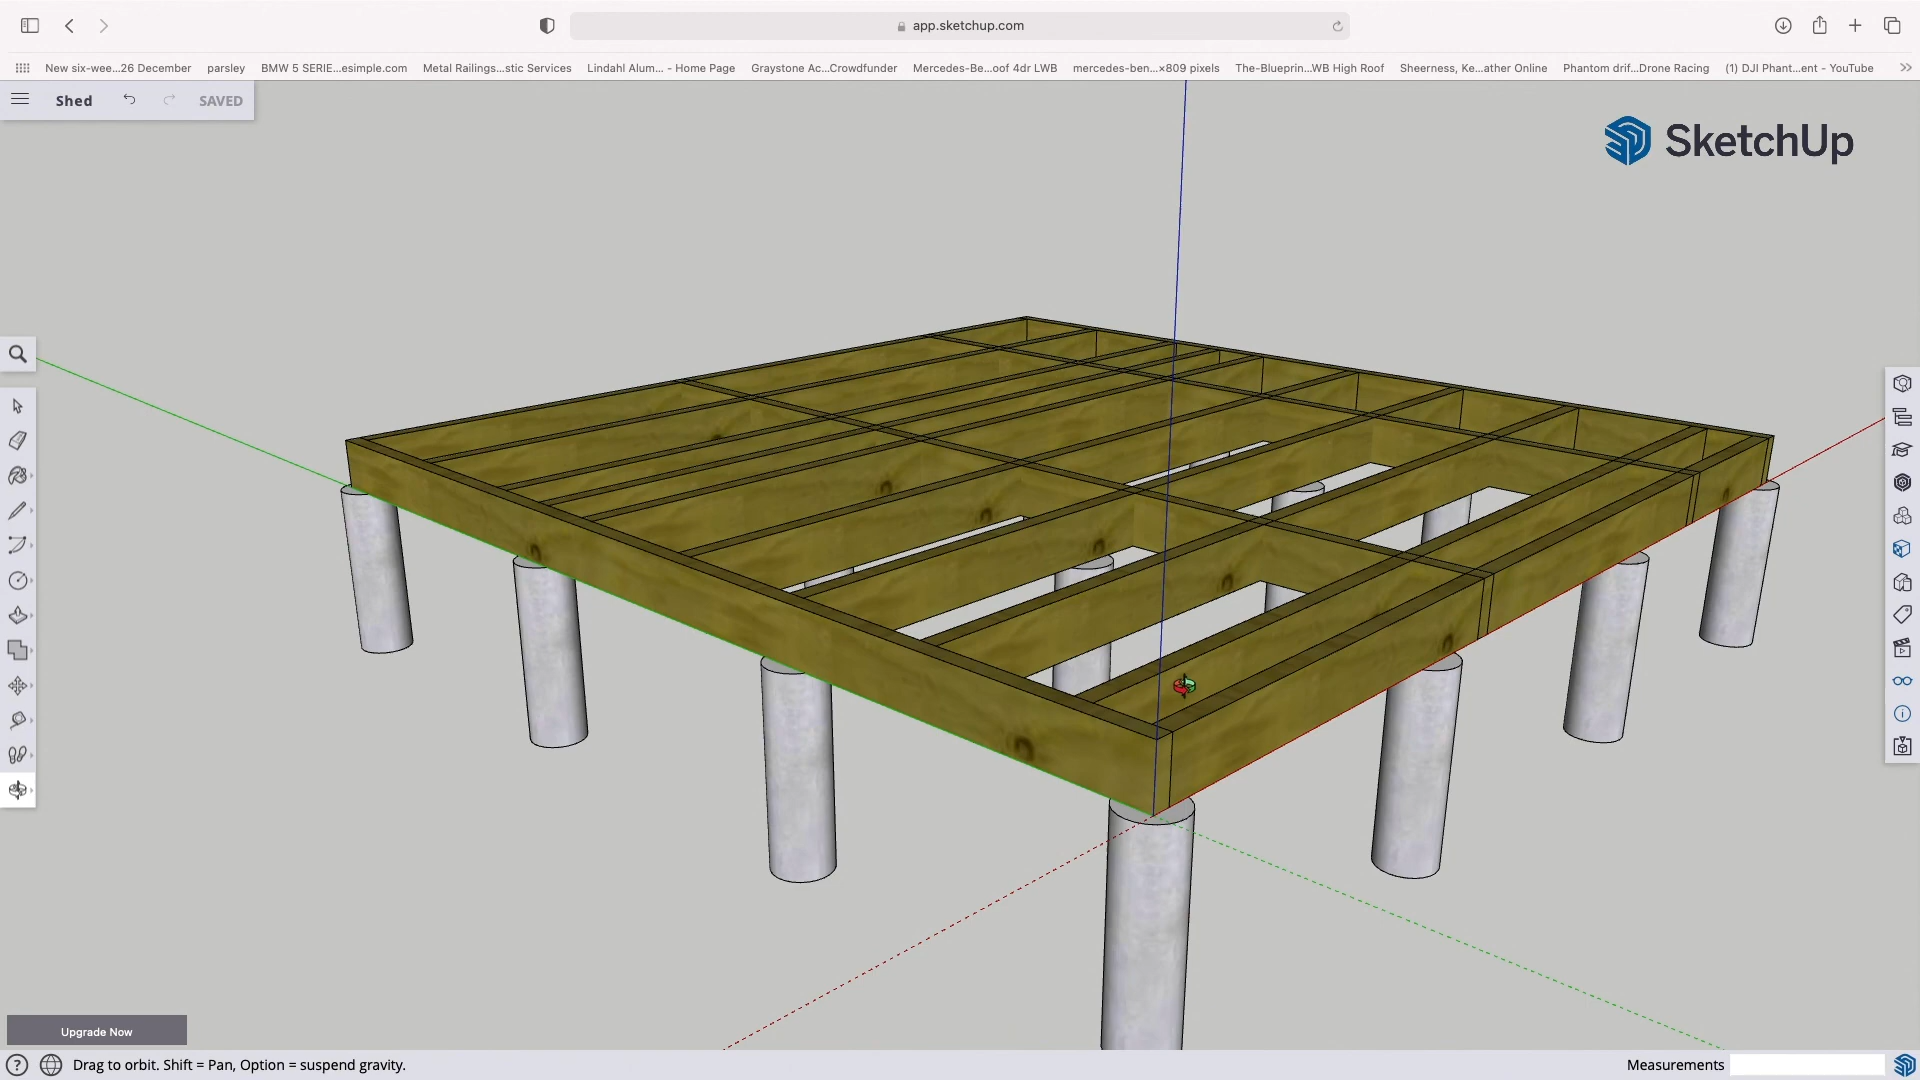 app.sketchup.com
New six-wee...26 December parsley BMW 5 SERIE...esimple.com Metal Railings...stic Services Lindahl Alum... - Home Page Graystone Ac...Crowdfunder Mercedes-Be...oof 4dr LWB mercedes-ben...×809 pixels The-Blueprin...WB High Roof Sheerness, Ke...ather Online Phantom drif...Drone Racing (1) DJI Phant...ent - YouTube
Shed SAVED
SketchUp
Upgrade Now
Drag to orbit. Shift = Pan, Option = suspend gravity. Measurements